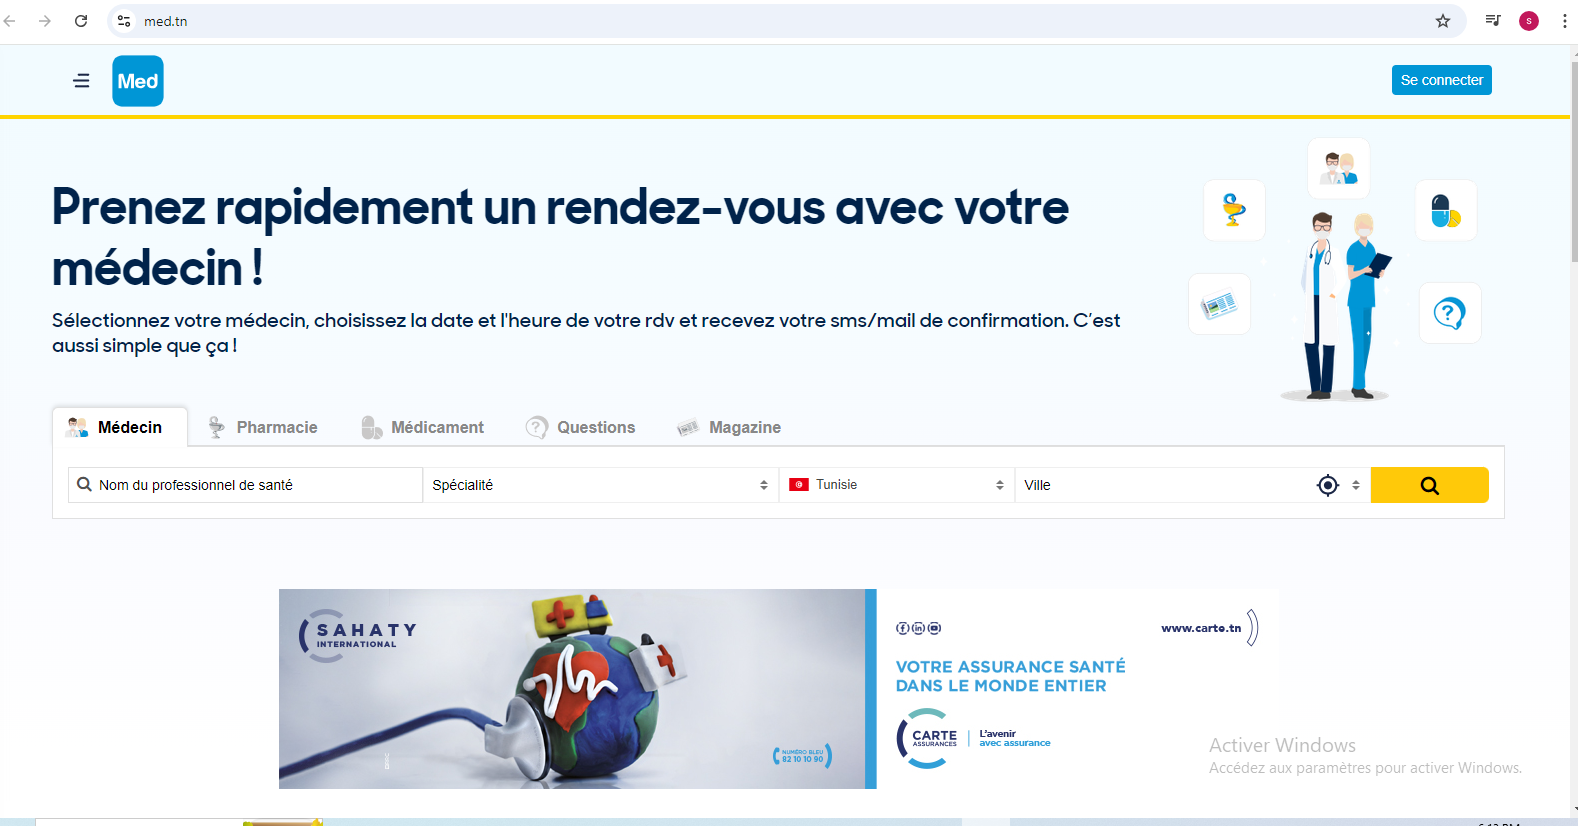 med.tn
s
Med
Se connecter
Prenez rapidement un rendez-vous avec votre
médecin !
Sélectionnez votre médecin, choisissez la date et l'heure de votre rdv et recevez votre sms/mail de confirmation. C’est
aussi simple que ça !
Médecin
Pharmacie
Médicament
Questions
Magazine
Nom du professionnel de santé
Spécialité
Tunisie
Ville
SAHATY
INTERNATIONAL
NUMÉRO BLEU
82 10 10 90
www.carte.tn
VOTRE ASSURANCE SANTÉ
DANS LE MONDE ENTIER
CARTE
ASSURANCES
L'avenir
avec assurance
Activer Windows
Accédez aux paramètres pour activer Windows.